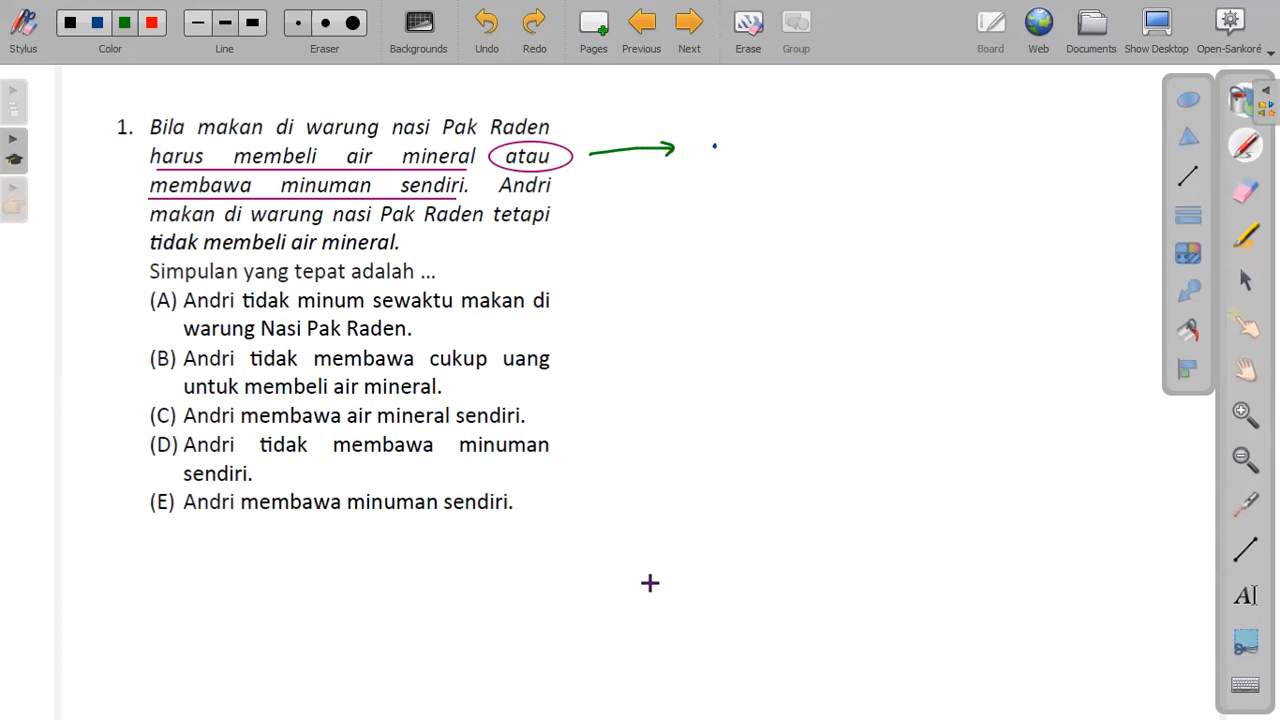 Stylus Color Line Eraser Backgrounds Undo Redo Pages Previous Next Erase Group Board Web Documents Show Desktop Open-Sankoré
1. Bila makan di warung nasi Pak Raden
harus membeli air mineral atau
membawa minuman sendiri. Andri
makan di warung nasi Pak Raden tetapi
tidak membeli air mineral.
Simpulan yang tepat adalah ...
(A) Andri tidak minum sewaktu makan di
warung Nasi Pak Raden.
(B) Andri tidak membawa cukup uang
untuk membeli air mineral.
(C) Andri membawa air mineral sendiri.
(D) Andri tidak membawa minuman
sendiri.
(E) Andri membawa minuman sendiri.